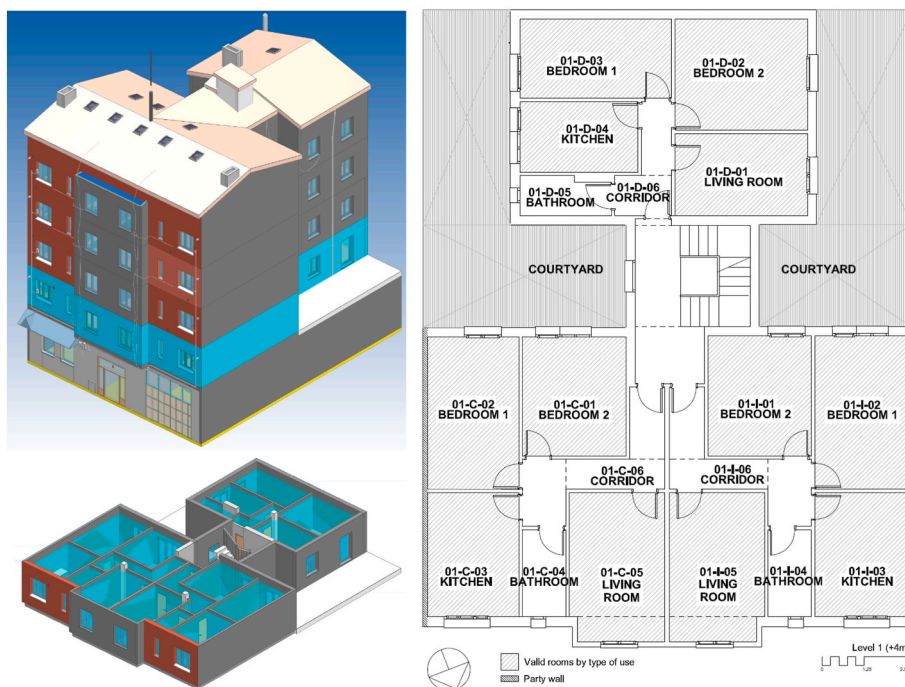 01-D-03
BEDROOM 1
01-D-02
BEDROOM 2
01-D-04
KITCHEN
01-D-01
LIVING ROOM
01-D-05
BATHROOM
01-D-06
CORRIDOR
COURTYARD
COURTYARD
01-C-02
BEDROOM 1
01-C-01
BEDROOM 2
01-I-01
BEDROOM 2
01-I-02
BEDROOM 1
01-C-06
CORRIDOR
01-I-06
CORRIDOR
01-C-03
KITCHEN
01-C-04
BATHROOM
01-C-05
LIVING
ROOM
01-I-05
LIVING
ROOM
01-I-04
BATHROOM
01-I-03
KITCHEN
Valid rooms by type of use
Party wall
Level 1 (+4m
0 1.25